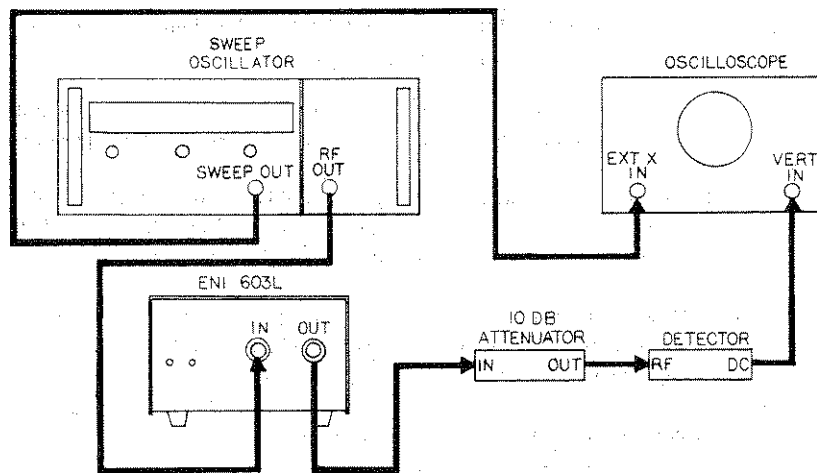 SWEEP
OSCILLATOR
OSCILLOSCOPE
SWEEP OUT
RF
OUT
EXT X
IN
VERT
IN
ENI 603L
IN
OUT
10 DB
ATTENUATOR
IN
OUT
DETECTOR
RF
DC